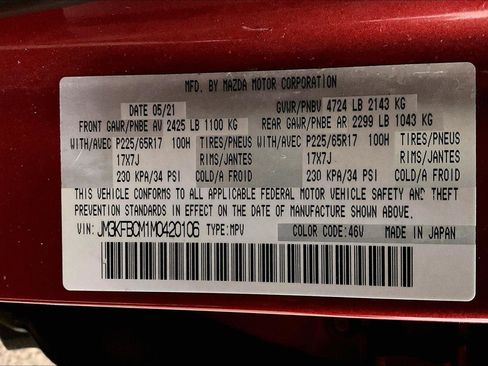 MFD. BY MAZDA MOTOR CORPORATION
DATE 05/21 GVWR/PNBV 4724 LB 2143 KG
FRONT GAWR/PNBE AV 2425 LB 1100 KG REAR GAWR/PNBE AR 2299 LB 1043 KG
WITH/AVEC P225/65R17 100H TIRES/PNEUS WITH/AVEC P225/65R17 100H TIRES/PNEUS
17X7J RIMS/JANTES 17X7J RIMS/JANTES
230 KPA/34 PSI COLD/A FROID 230 KPA/34 PSI COLD/A FROID
THIS VEHICLE CONFORMS TO ALL APPLICABLE FEDERAL MOTOR VEHICLE SAFETY AND THEFT
PREVENTION STANDARDS IN EFFECT ON THE DATE OF MANUFACTURE SHOWN ABOVE.
VIN: JM3KFBCM1M0420106 TYPE:MPV COLOR CODE:46V MADE IN JAPAN